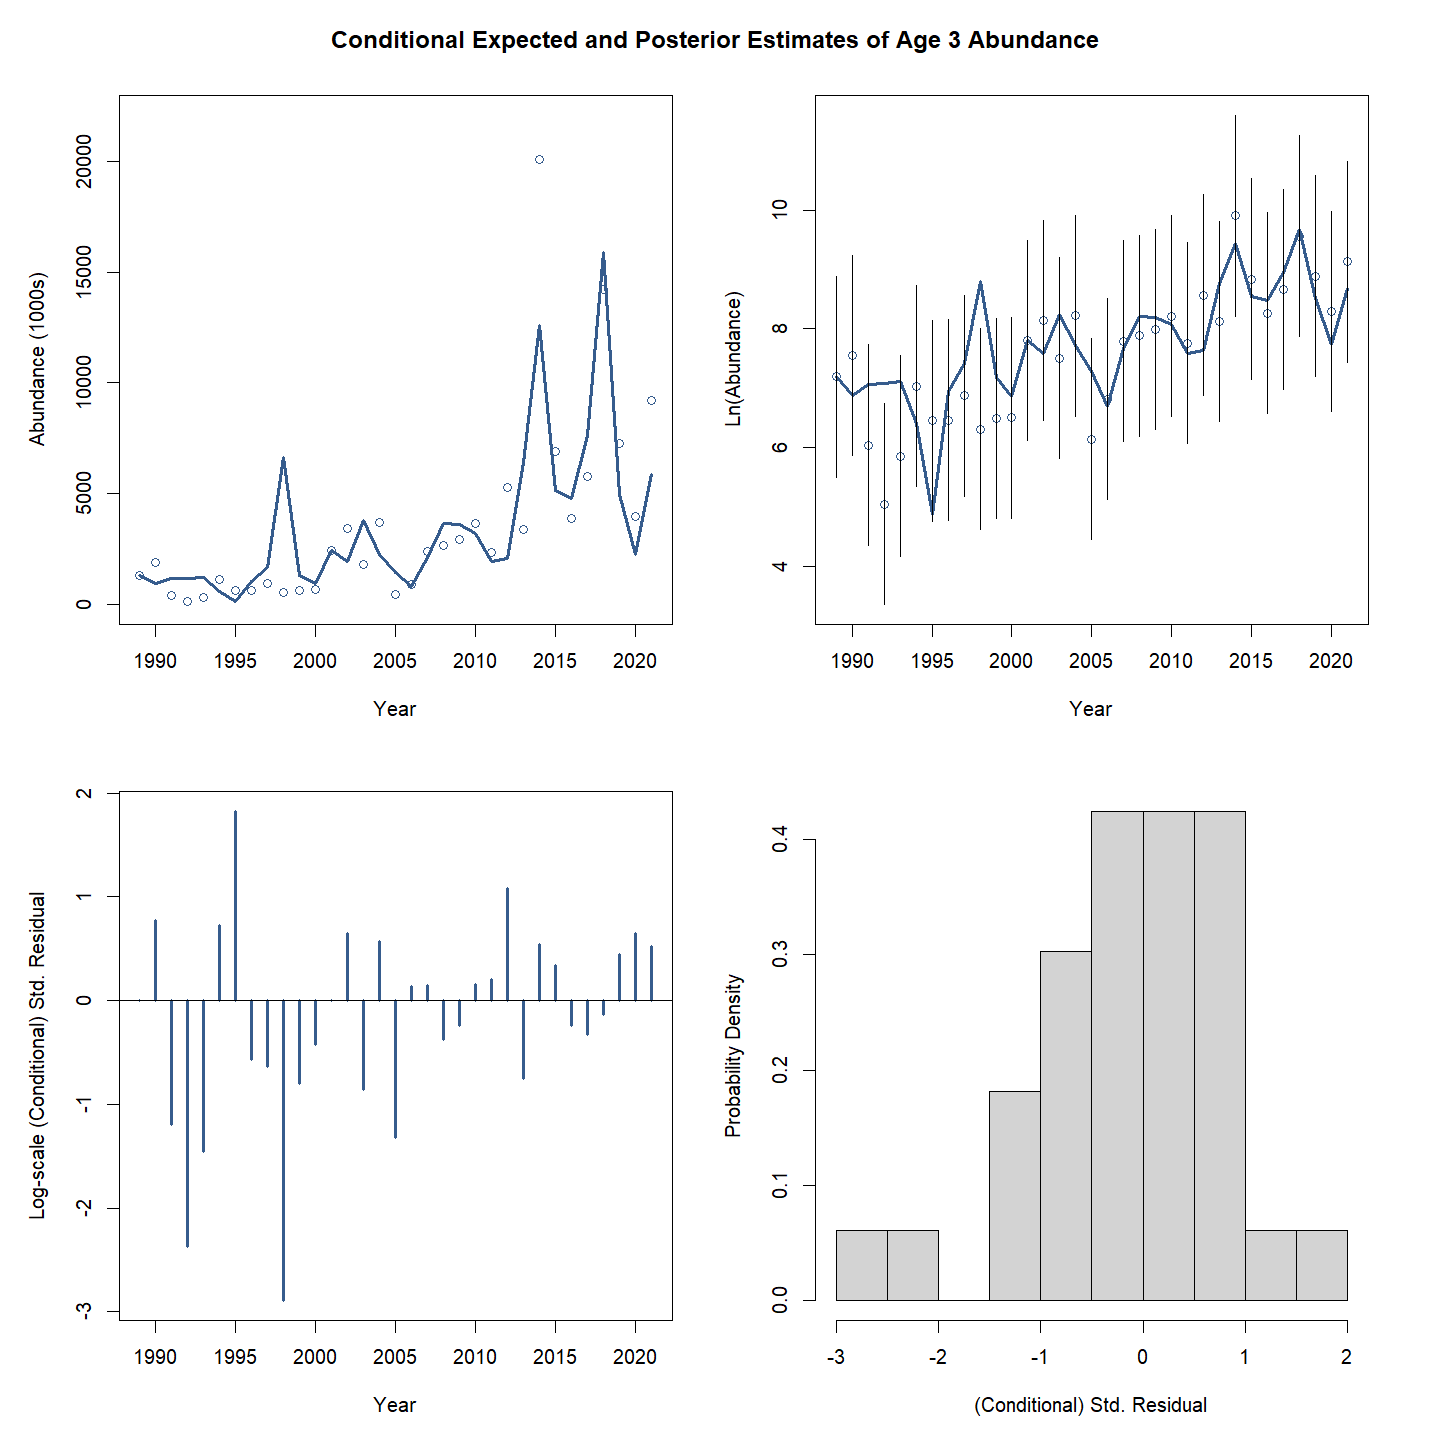 Conditional Expected and Posterior Estimates of Age 3 Abundance
Abundance (1000s)
20000
15000
10000
5000
0
1990 1995 2000 2005 2010 2015 2020
Year
Ln(Abundance)
10
8
6
4
1990 1995 2000 2005 2010 2015 2020
Year
Log-scale (Conditional) Std. Residual
2
1
0
-1
-2
-3
1990 1995 2000 2005 2010 2015 2020
Year
Probability Density
0.4
0.3
0.2
0.1
0.0
-3 -2 -1 0 1 2
(Conditional) Std. Residual